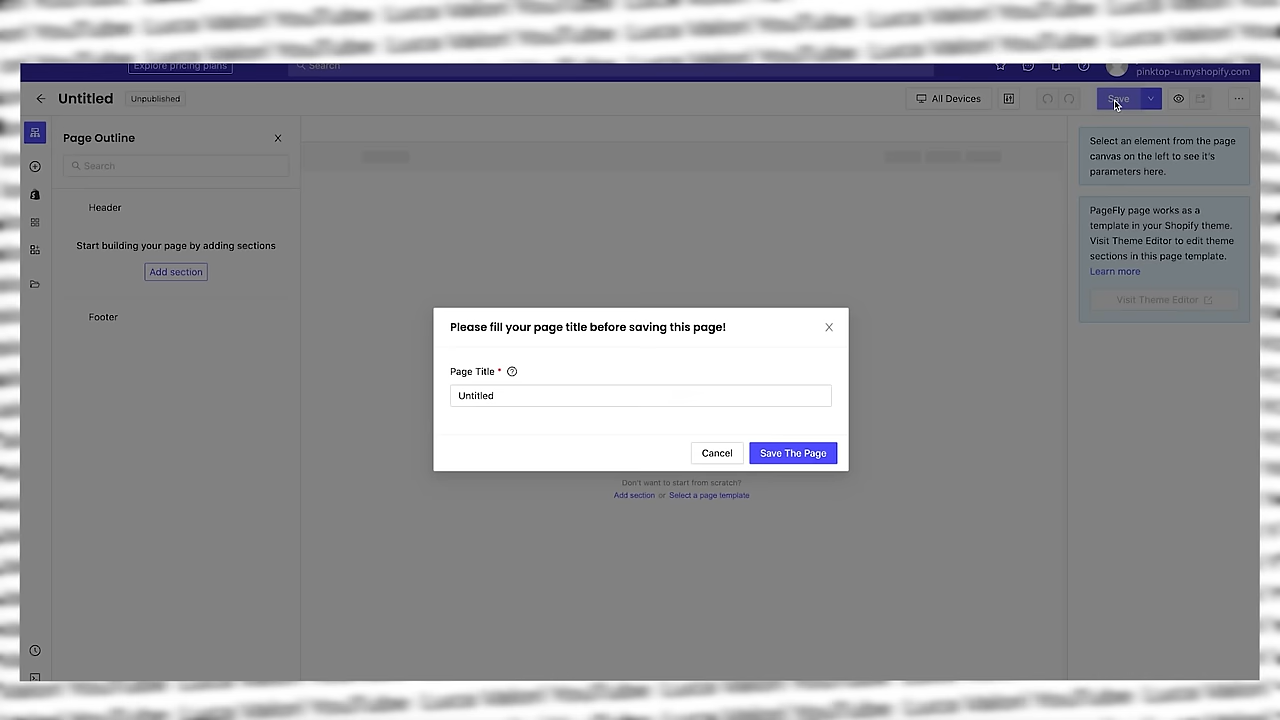 Explore pricing plans
Search
pinktop-u.myshopify.com
Untitled
Unpublished
All Devices
Save
Page Outline
Search
Header
Start building your page by adding sections
Add section
Footer
Select an element from the page
canvas on the left to see it's
parameters here.
PageFly page works as a
template in your Shopify theme.
Visit Theme Editor to edit theme
sections in this page template.
Learn more
Visit Theme Editor
Please fill your page title before saving this page!
Page Title *
Untitled
Cancel
Save The Page
Don't want to start from scratch?
Add section or Select a page template